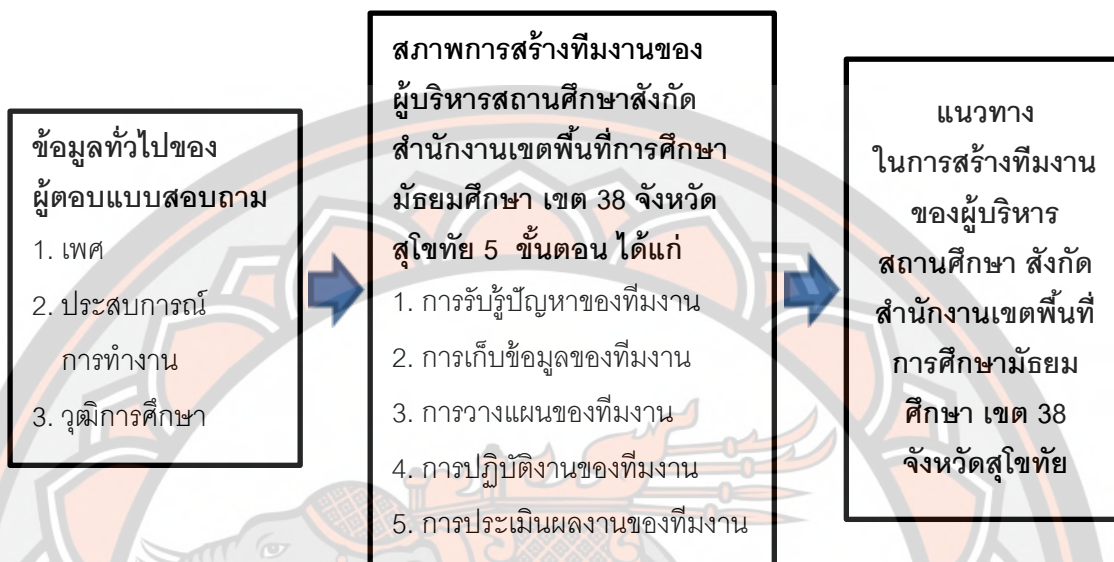 ข้อมูลทั่วไปของ
ผู้ตอบแบบสอบถาม
1. เพศ
2. ประสบการณ์
การทำงาน
3. วุฒิการศึกษา
สภาพการสร้างทีมงานของ
ผู้บริหารสถานศึกษาสังกัด
สำนักงานเขตพื้นที่การศึกษา
มัธยมศึกษา เขต 38 จังหวัด
สุโขทัย 5 ขั้นตอน ได้แก่
1. การรับรู้ปัญหาของทีมงาน
2. การเก็บข้อมูลของทีมงาน
3. การวางแผนของทีมงาน
4. การปฏิบัติงานของทีมงาน
5. การประเมินผลงานของทีมงาน
แนวทาง
ในการสร้างทีมงาน
ของผู้บริหาร
สถานศึกษา สังกัด
สำนักงานเขตพื้นที่
การศึกษามัธยม
ศึกษา เขต 38
จังหวัดสุโขทัย